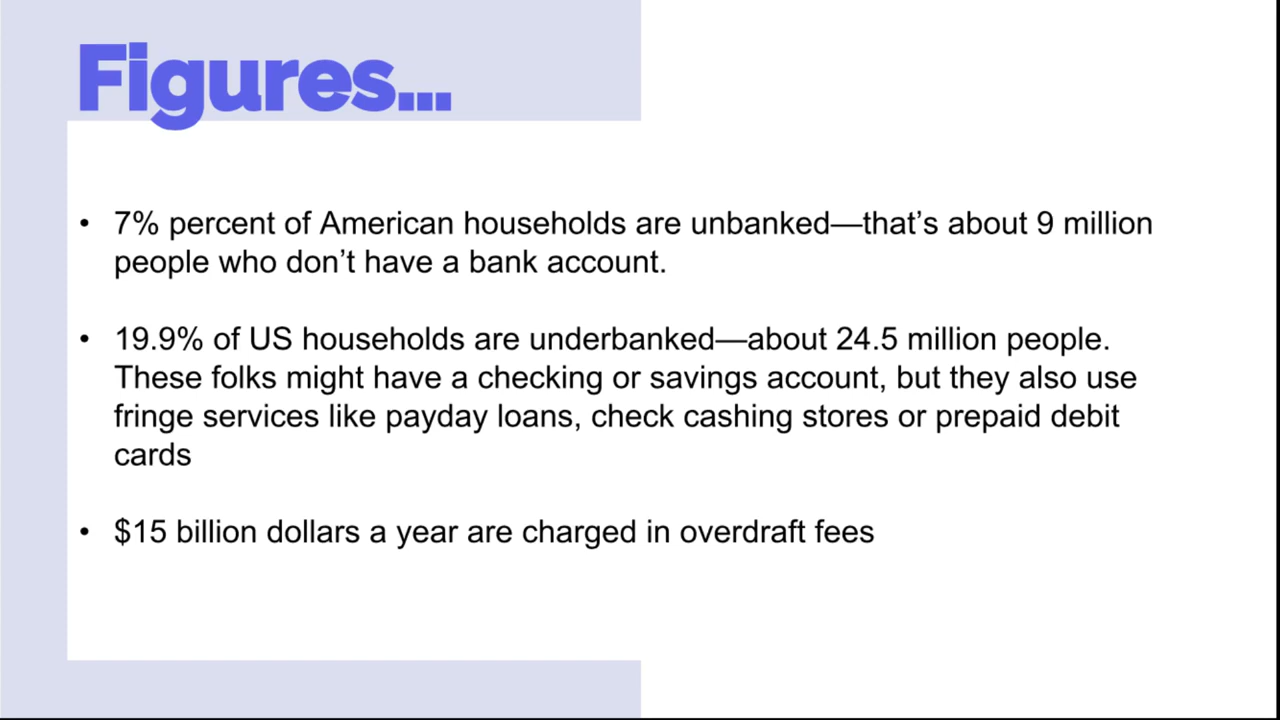 Figures...
• 7% percent of American households are unbanked—that’s about 9 million
people who don’t have a bank account.
• 19.9% of US households are underbanked—about 24.5 million people.
These folks might have a checking or savings account, but they also use
fringe services like payday loans, check cashing stores or prepaid debit
cards
• $15 billion dollars a year are charged in overdraft fees